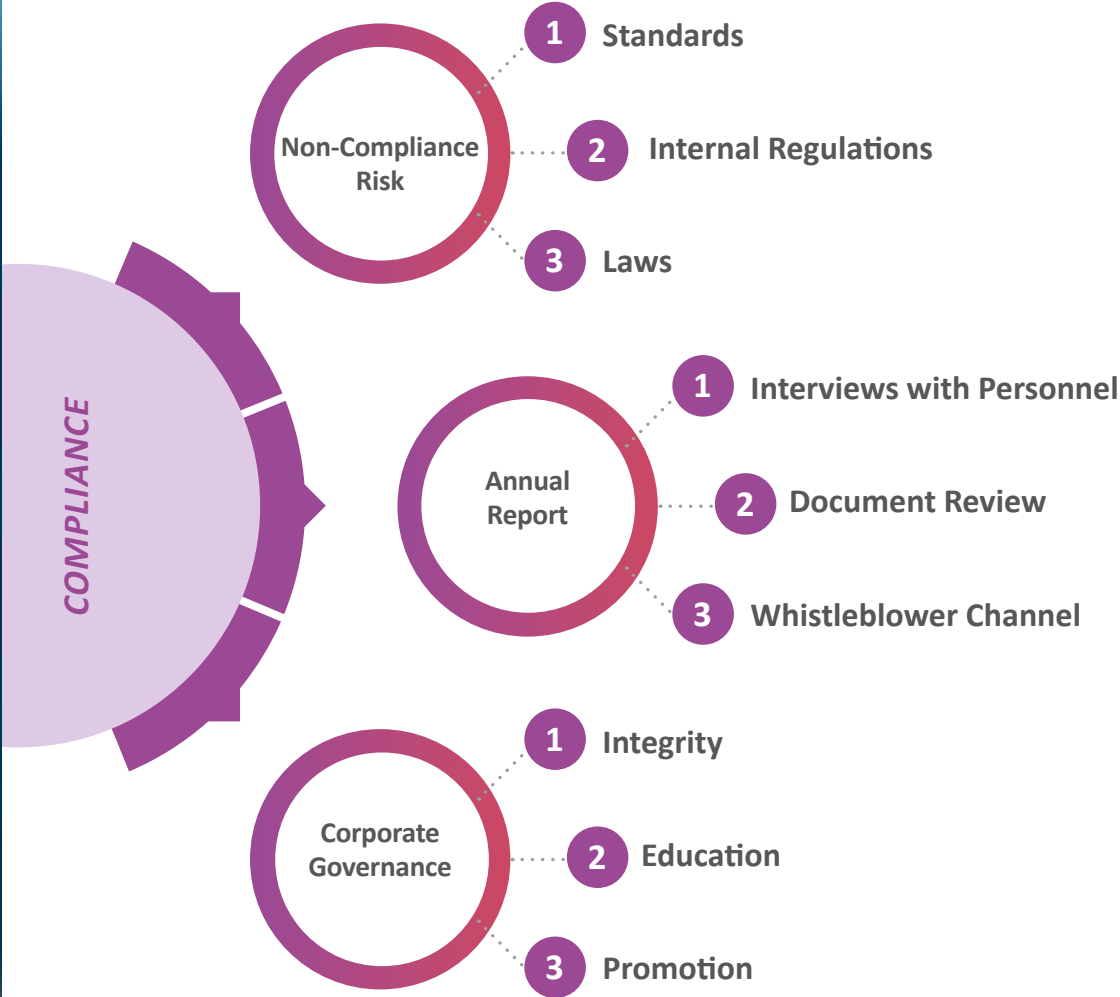 COMPLIANCE
Non-Compliance
Risk
1 Standards
2 Internal Regulations
3 Laws
Annual
Report
1 Interviews with Personnel
2 Document Review
3 Whistleblower Channel
Corporate
Governance
1 Integrity
2 Education
3 Promotion